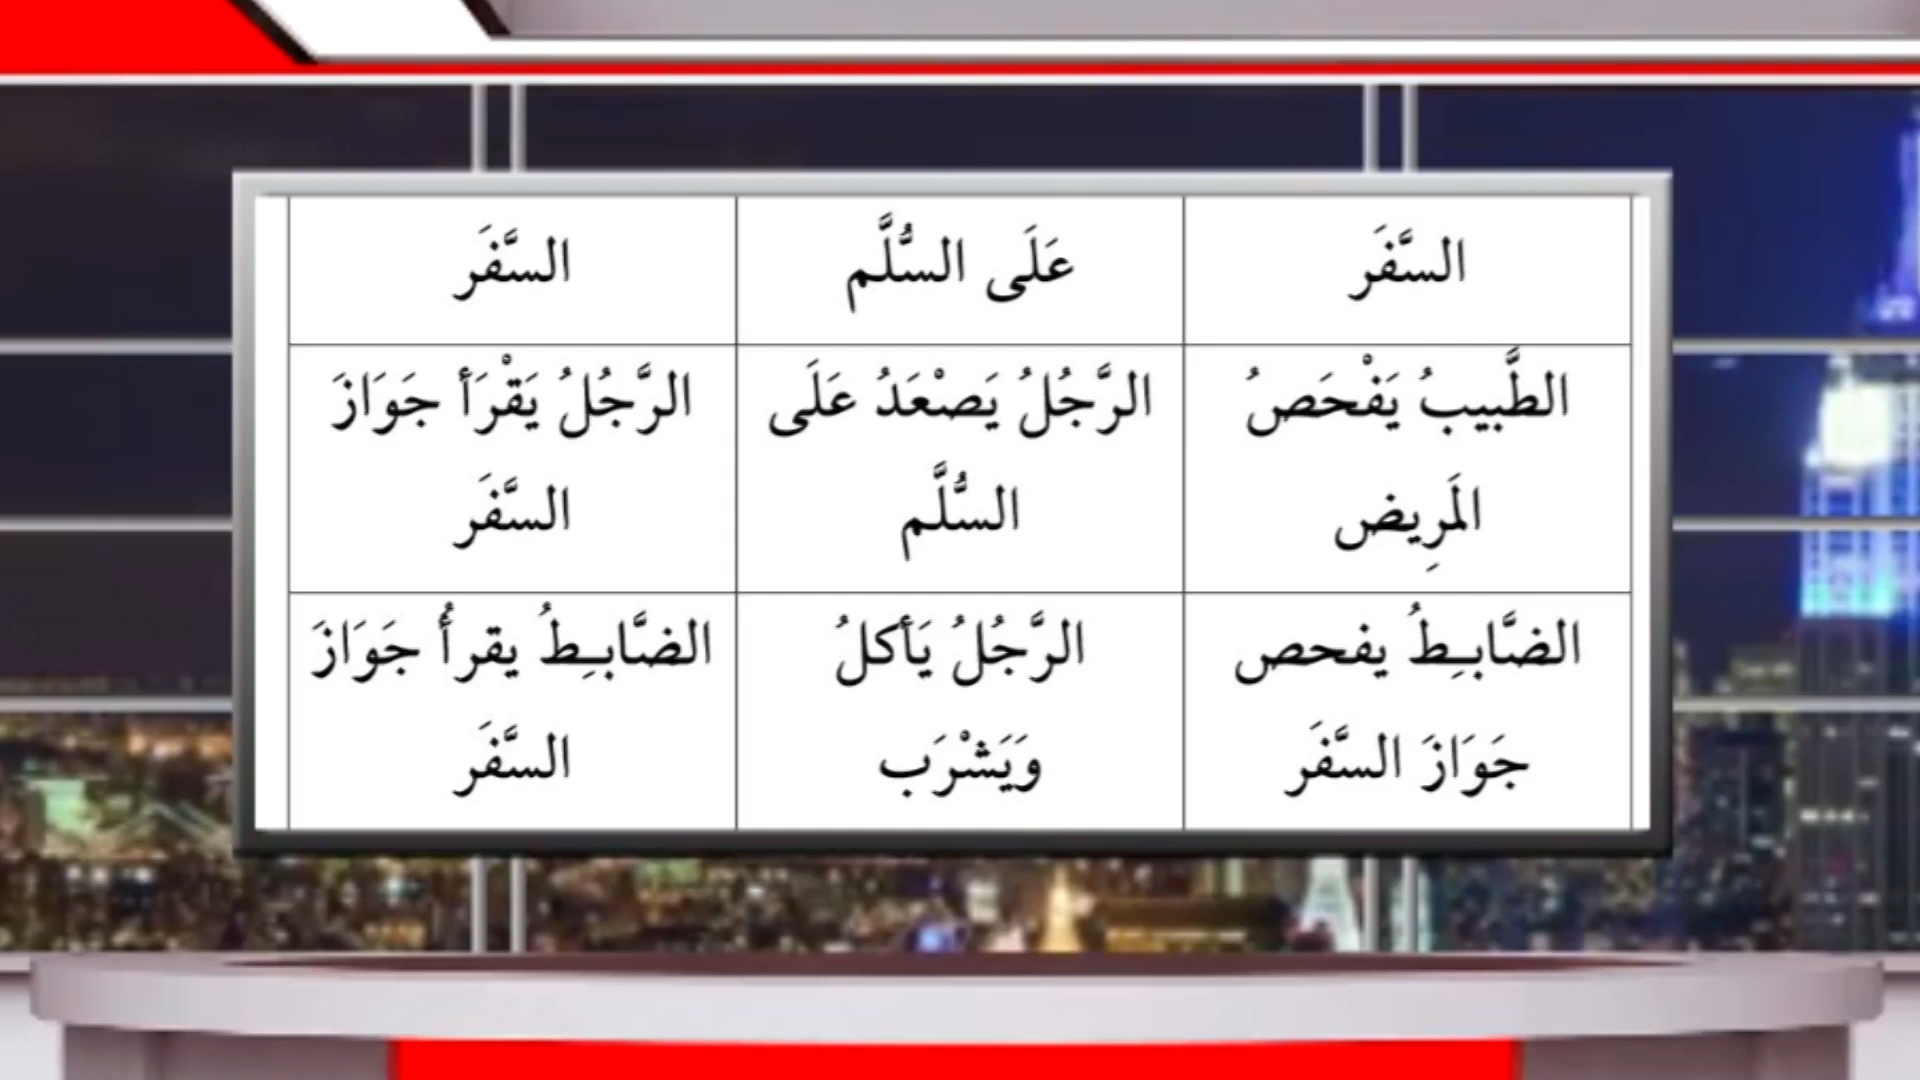 السَّفَر
عَلَى السُّلَّم
السَّفَر
الطَّبيبُ يَفْحَصُ
المَرِيض
الرَّجُلُ يَصْعَدُ عَلَى
السُّلَّم
الرَّجُلُ يَقْرَأ جَوَازَ
السَّفَر
الضَّابِطُ يفحص
جَوَازَ السَّفَر
الرَّجُلُ يَأكلُ
وَيَشْرَب
الضَّابِطُ يقرأُ جَوَازَ
السَّفَر